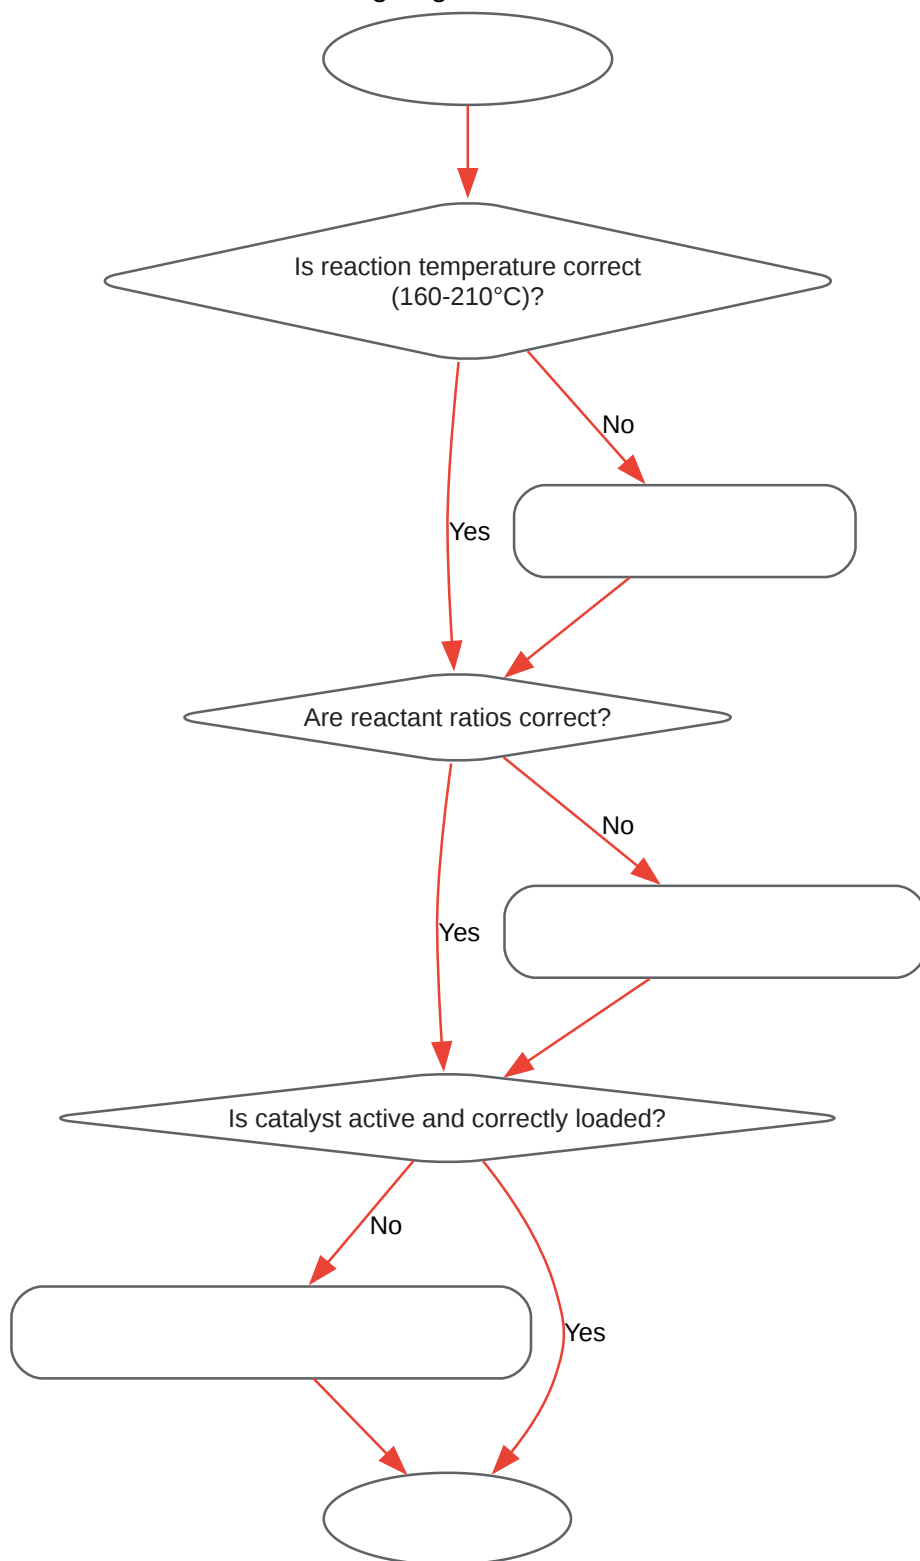 Is reaction temperature correct
(160-210°C)?
No
Yes
Are reactant ratios correct?
No
Yes
Is catalyst active and correctly loaded?
No
Yes